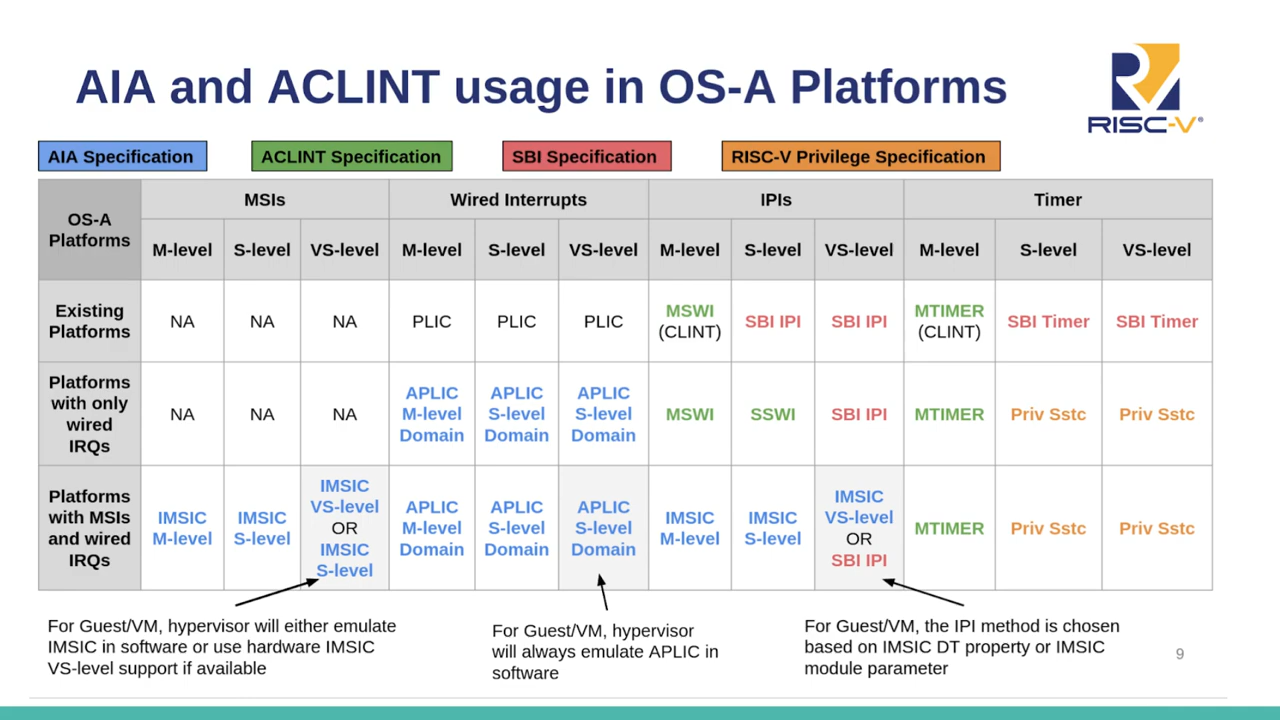 AIA and ACLINT usage in OS-A Platforms
RISC-V®
AIA Specification
ACLINT Specification
SBI Specification
RISC-V Privilege Specification
OS-A
Platforms
MSIs
Wired Interrupts
IPIs
Timer
M-level
S-level
VS-level
M-level
S-level
VS-level
M-level
S-level
VS-level
M-level
S-level
VS-level
Existing
Platforms
NA
NA
NA
PLIC
PLIC
PLIC
MSWI
(CLINT)
SBI IPI
SBI IPI
MTIMER
(CLINT)
SBI Timer
SBI Timer
Platforms
with only
wired
IRQs
NA
NA
NA
APLIC
M-level
Domain
APLIC
S-level
Domain
APLIC
S-level
Domain
MSWI
SSWI
SBI IPI
MTIMER
Priv Sstc
Priv Sstc
Platforms
with MSIs
and wired
IRQs
IMSIC
M-level
IMSIC
S-level
IMSIC
VS-level
OR
IMSIC
S-level
APLIC
M-level
Domain
APLIC
S-level
Domain
APLIC
S-level
Domain
IMSIC
M-level
IMSIC
S-level
IMSIC
VS-level
OR
SBI IPI
MTIMER
Priv Sstc
Priv Sstc
For Guest/VM, hypervisor will either emulate
IMSIC in software or use hardware IMSIC
VS-level support if available
For Guest/VM, hypervisor
will always emulate APLIC in
software
For Guest/VM, the IPI method is chosen
based on IMSIC DT property or IMSIC
module parameter
9